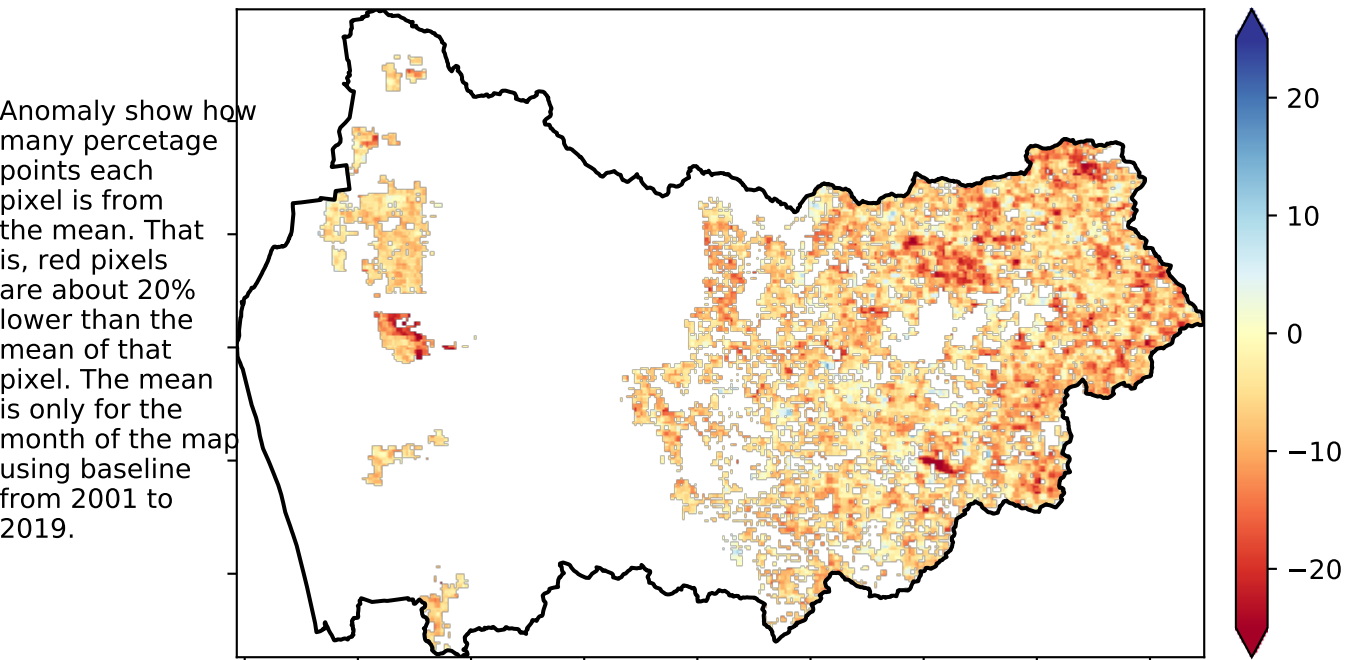 Anomaly show how
many percetage
points each
pixel is from
the mean. That
is, red pixels
are about 20%
lower than the
mean of that
pixel. The mean
is only for the
month of the map
using baseline
from 2001 to
2019.
20
10
0
−10
−20